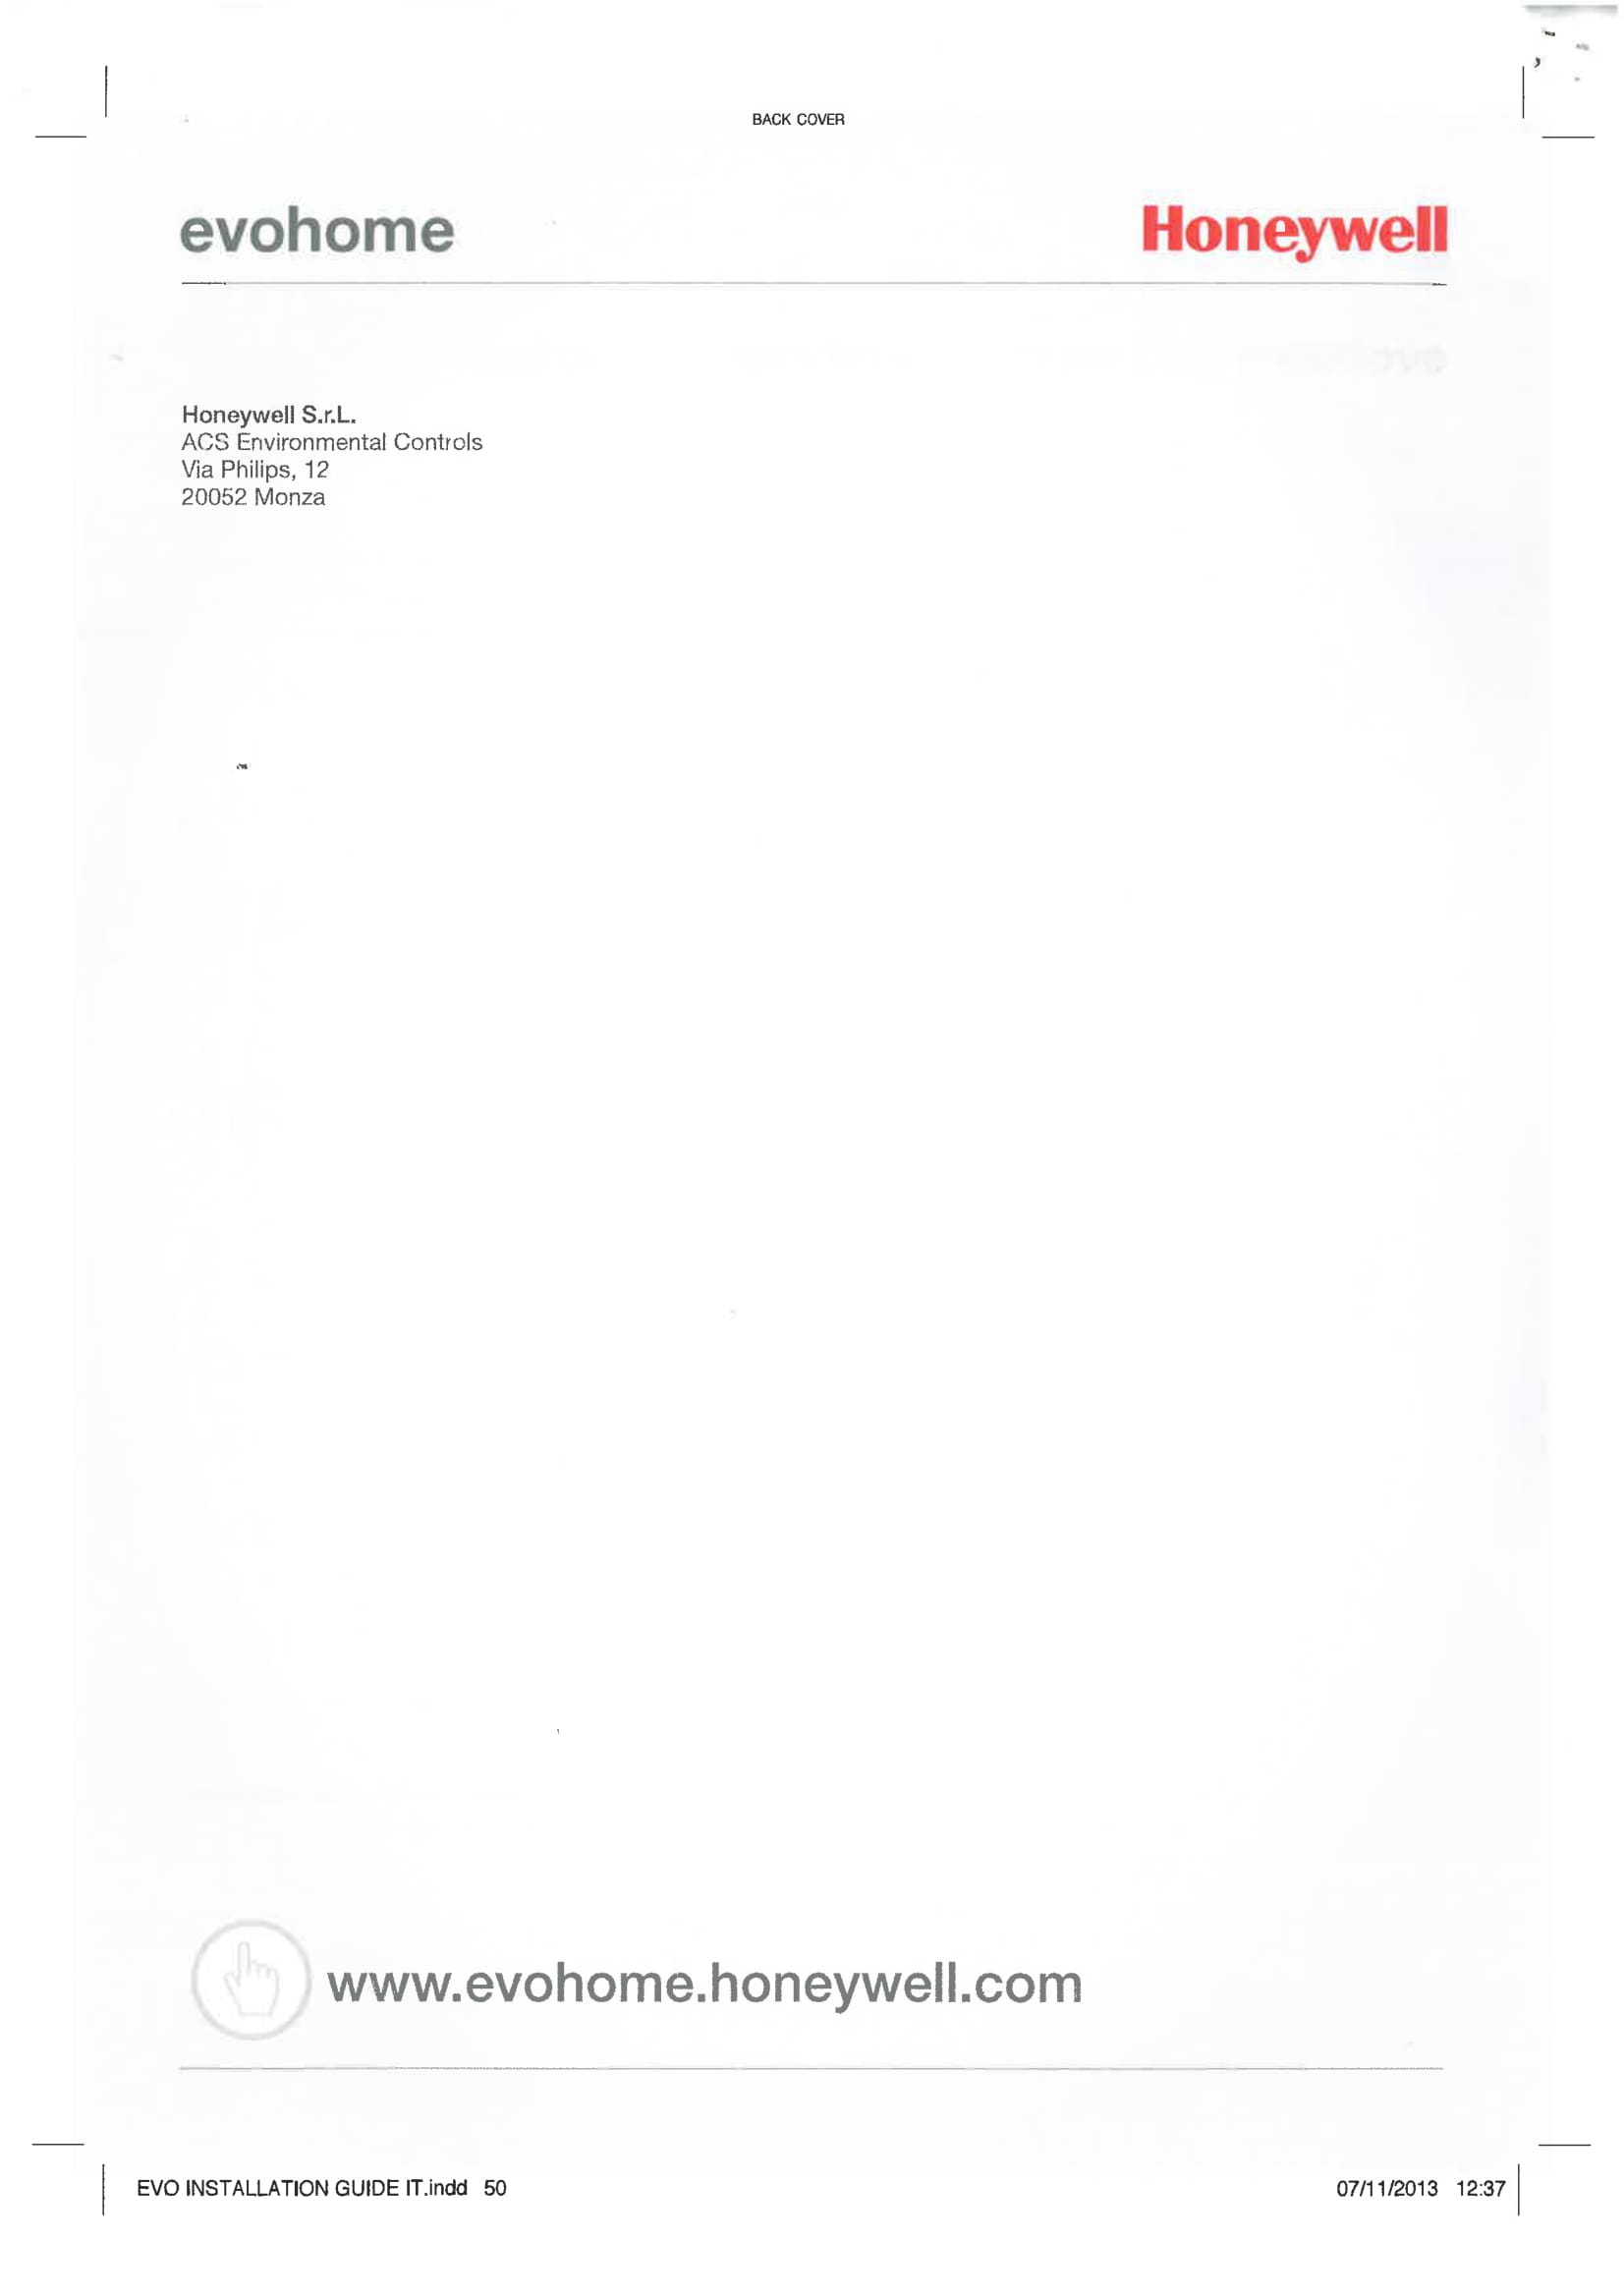 BACK COVER
evohome
Honeywell
Honeywell S.r.L.
ACS Environmental Controls
Via Philips, 12
20052 Monza
www.evohome.honeywell.com
EVO INSTALLATION GUIDE IT.indd 50
07/11/2013 12:37